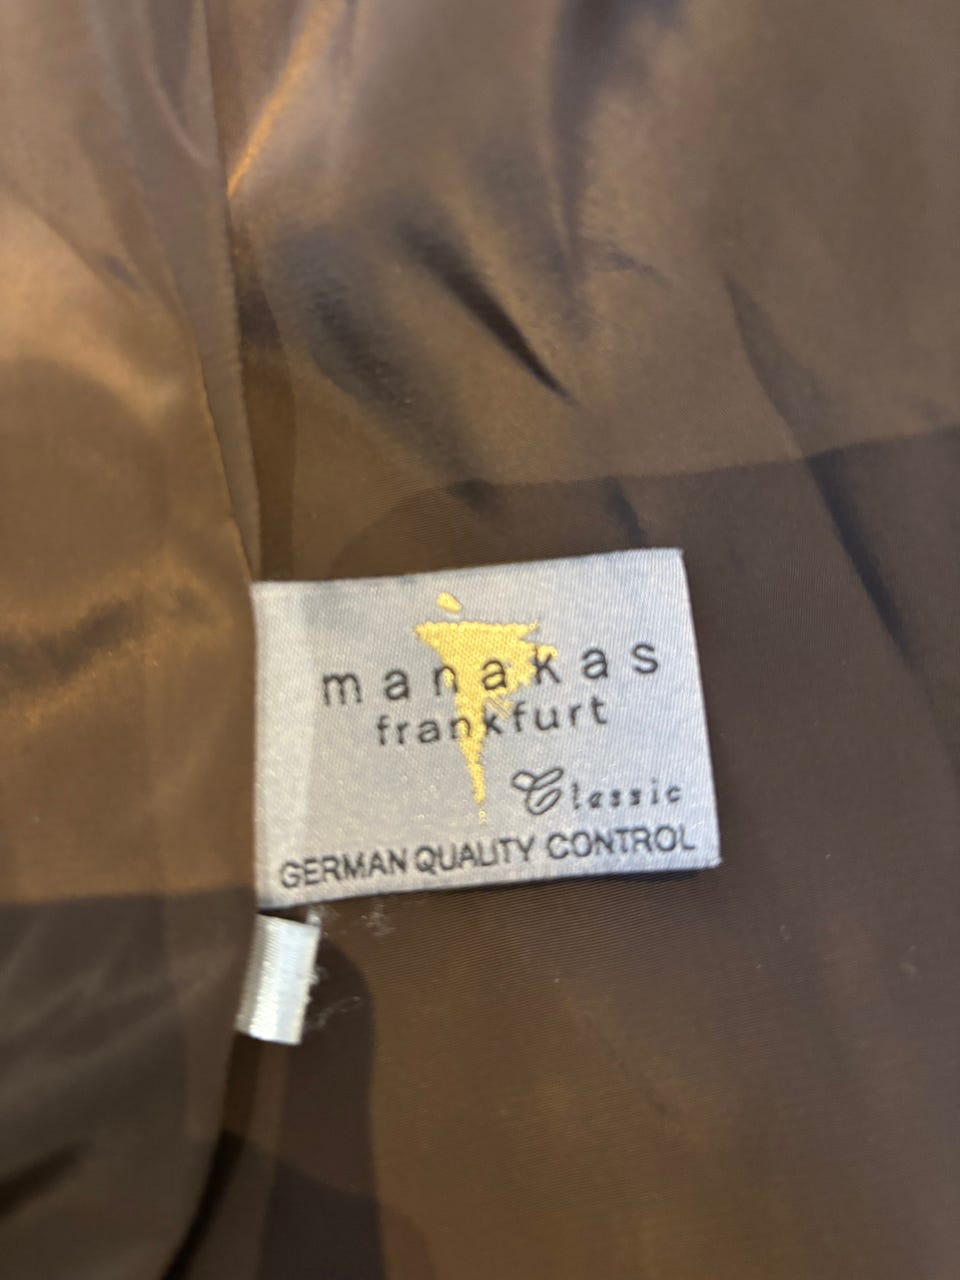 manakas
frankfurt
Classic
GERMAN QUALITY CONTROL